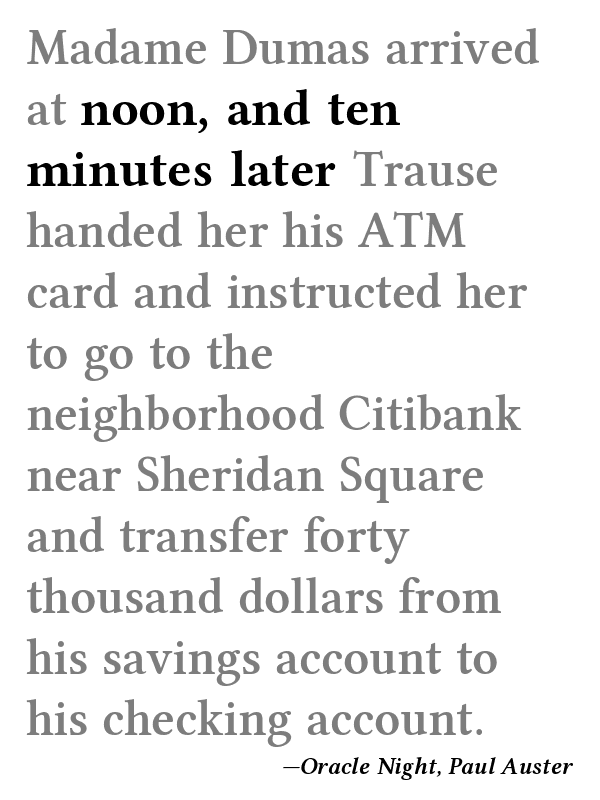 Madame Dumas arrived
at noon, and ten
minutes later Trause
handed her his ATM
card and instructed her
to go to the
neighborhood Citibank
near Sheridan Square
and transfer forty
thousand dollars from
his savings account to
his checking account.
—Oracle Night, Paul Auster